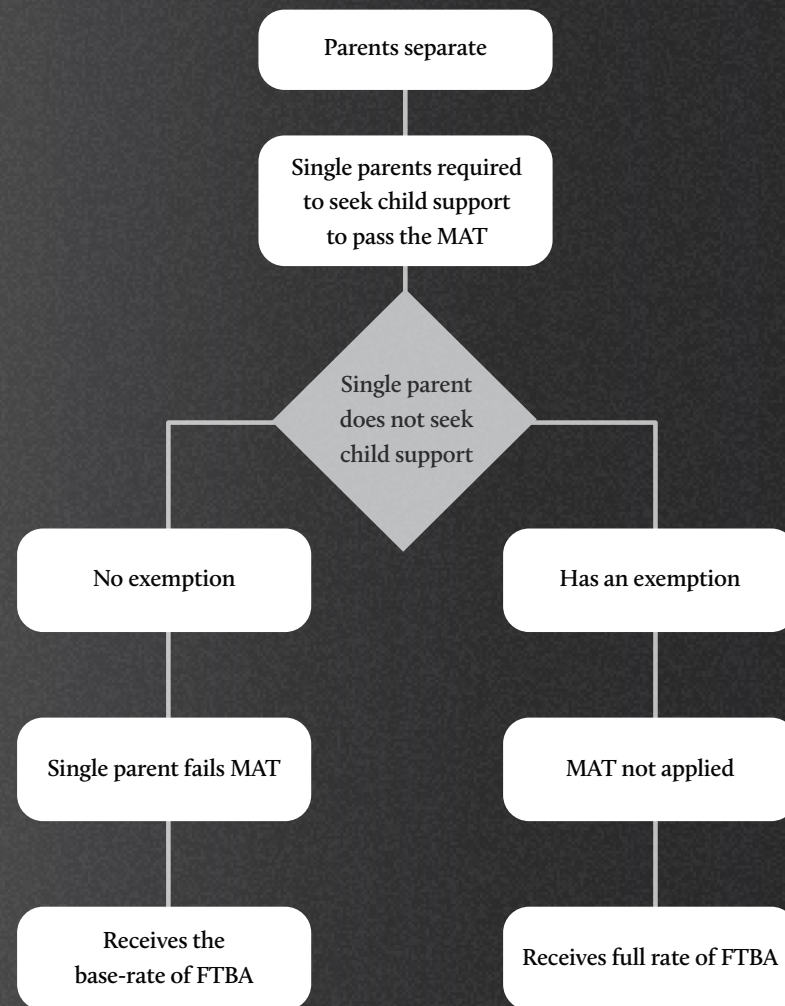 Parents separate
Single parents required
to seek child support
to pass the MAT
Single parent
does not seek
child support
No exemption
Has an exemption
Single parent fails MAT
MAT not applied
Receives the
base-rate of FTBA
Receives full rate of FTBA